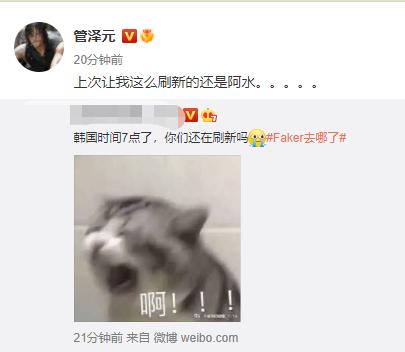 管泽元
20分钟前
上次让我这么刷新的还是阿水。。。。。
韩国时间7点了，你们还在刷新吗#Faker去哪了#
啊！！！
21分钟前 来自 微博 weibo.com